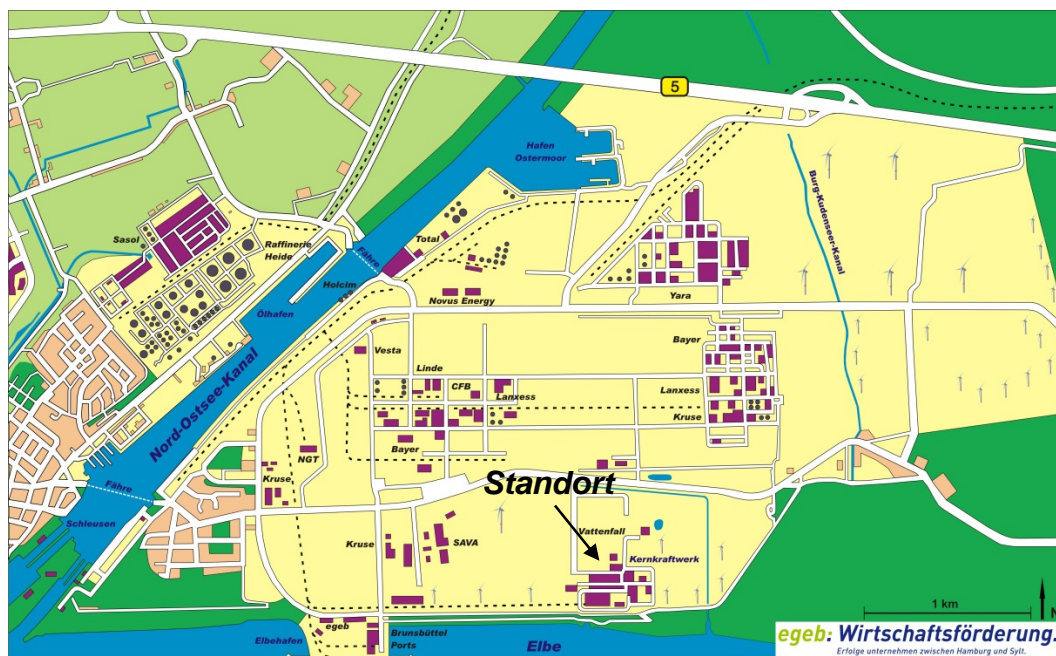 5
Hafen
Ostermoor
Burg-Kudenseer-Kanal
Sasol
Raffinerie
Heide
Total
Fähre
Holcim
Ölhafen
Novus Energy
Yara
Nord-Ostsee-Kanal
Vesta
Bayer
Linde
CFB
Lanxess
Lanxess
Kruse
Bayer
NGT
Kruse
Standort
Fähre
Schleusen
Vattenfall
Kruse
SAVA
Kernkraftwerk
1 km
N
egeb
Elbehafen
Brunsbüttel
Ports
Elbe
egeb: Wirtschaftsförderung.
Erfolge unternehmen zwischen Hamburg und Sylt.